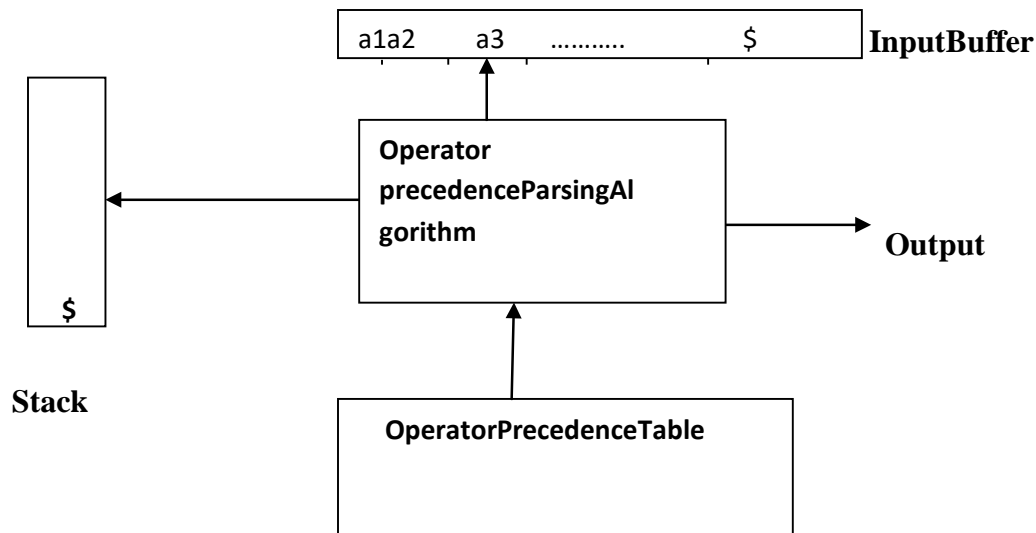 a1a2 a3 ……….. $
InputBuffer
Operator
precedenceParsingAl
gorithm
Output
$
Stack
OperatorPrecedenceTable